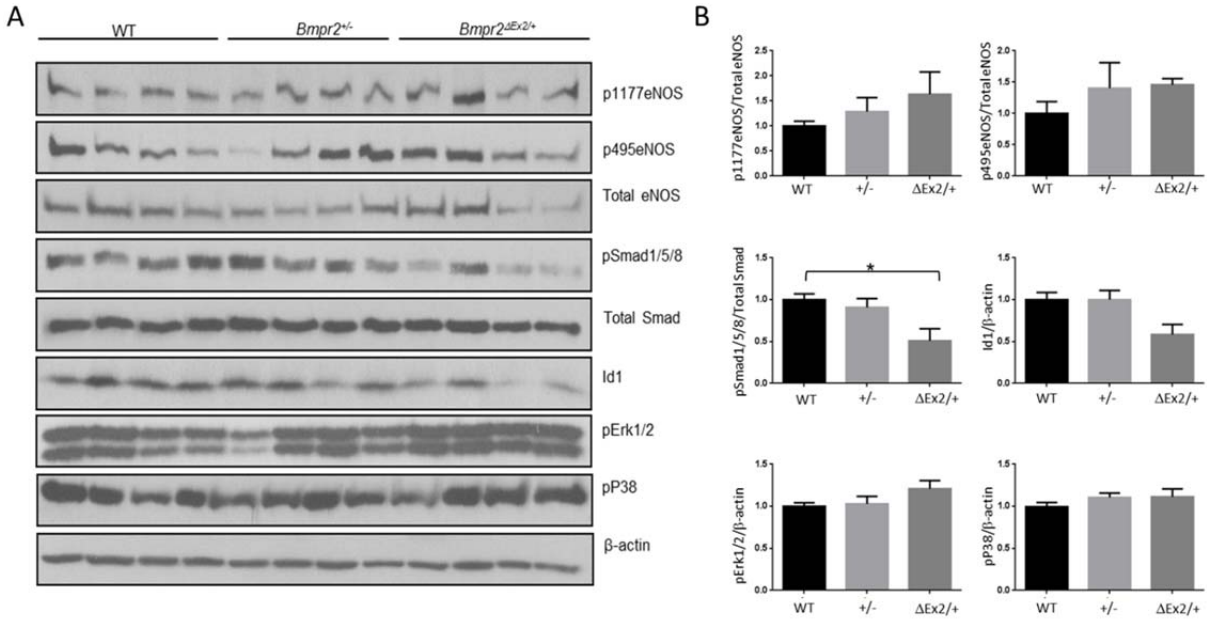 A
WT
Bmpr2+/-
Bmpr2ΔEx2/+
p1177eNOS
p495eNOS
Total eNOS
pSmad1/5/8
Total Smad
Id1
pErk1/2
pP38
β-actin
B
p1177eNOS/Total eNOS
2.5
2.0
1.5
1.0
0.5
0.0
WT
+/-
ΔEx2/+
p495eNOS/Total eNOS
2.5
2.0
1.5
1.0
0.5
0.0
WT
+/-
ΔEx2/+
pSmad1/5/8/Total Smad
1.5
1.0
0.5
0.0
*
WT
+/-
ΔEx2/+
Id1/β-actin
1.5
1.0
0.5
0.0
WT
+/-
ΔEx2/+
pErk1/2/β-actin
1.5
1.0
0.5
0.0
WT
+/-
ΔEx2/+
pP38/β-actin
1.5
1.0
0.5
0.0
WT
+/-
ΔEx2/+